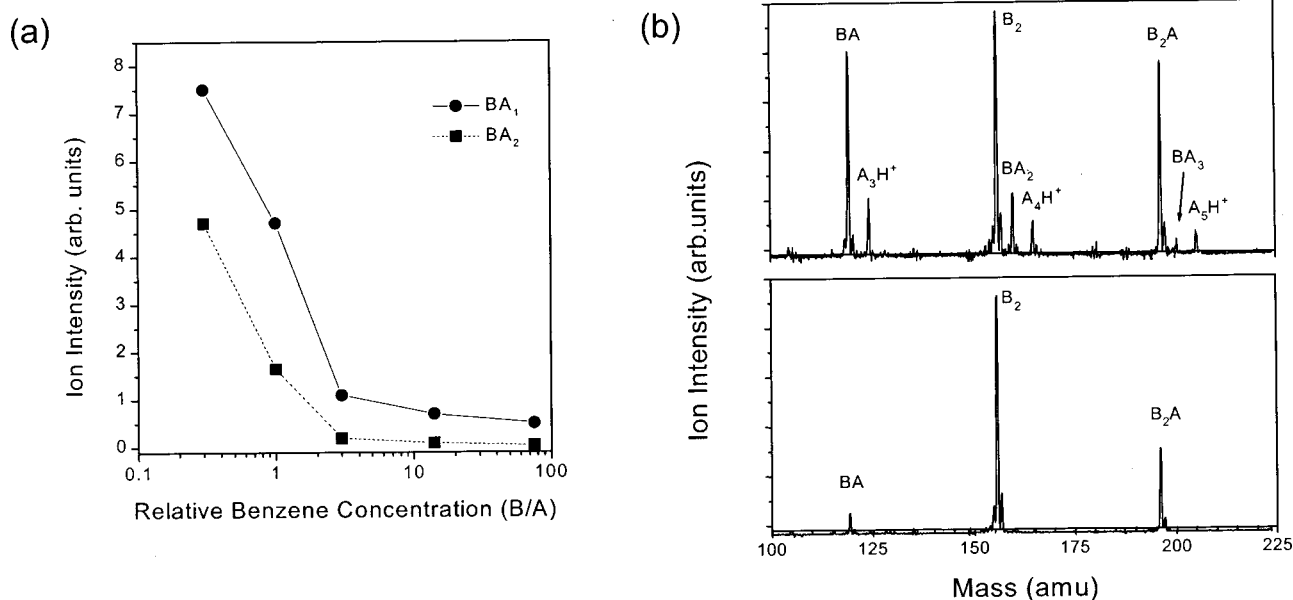 (a)
Ion Intensity (arb. units)
8
7
6
5
4
3
2
1
0
0.1
1
10
100
Relative Benzene Concentration (B/A)
BA₁
BA₂
(b)
Ion Intensity (arb.units)
BA
A₃H⁺
B₂
BA₂
A₄H⁺
B₂A
BA₃
A₅H⁺
BA
B₂
B₂A
100
125
150
175
200
225
Mass (amu)